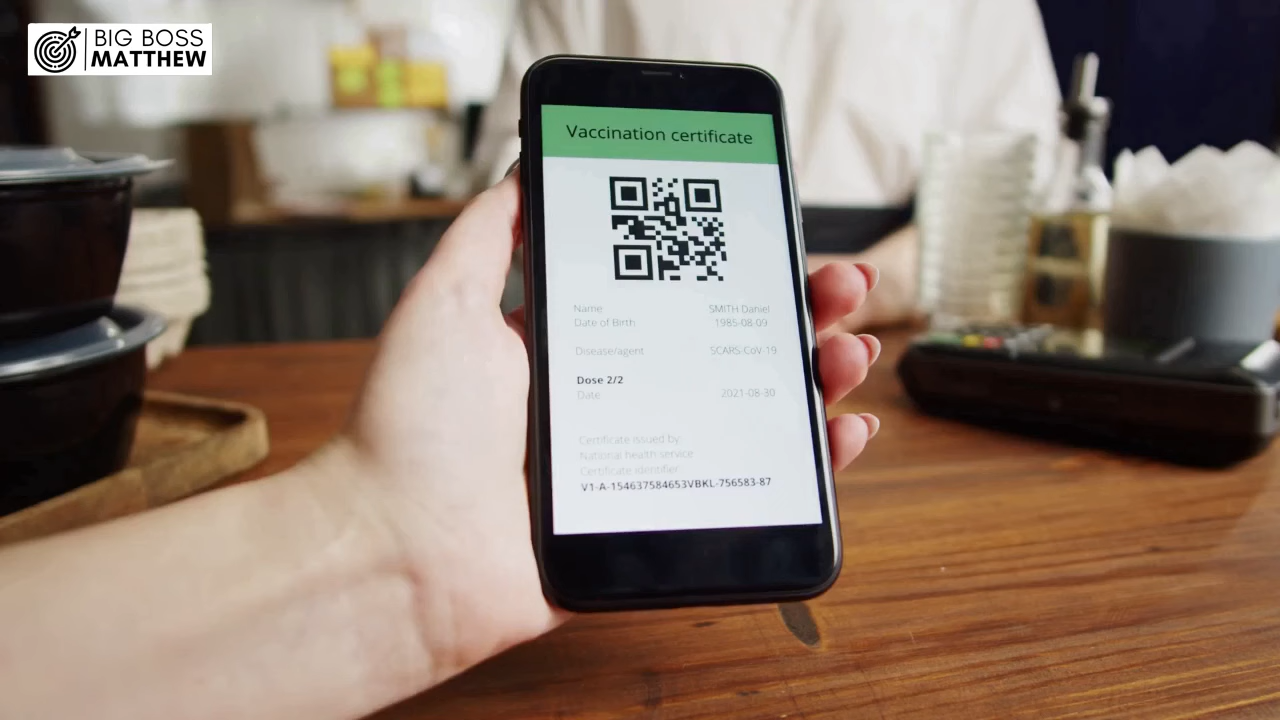 BIG BOSS
MATTHEW
Vaccination certificate
Name SMITH Daniel
Date of Birth 1985-08-09
Disease/agent SCARS-CoV-19
Dose 2/2
Date 2021-08-30
Certificate issued by:
National health service
Certificate identifier:
V1-A-154637584653VBKL-756583-87